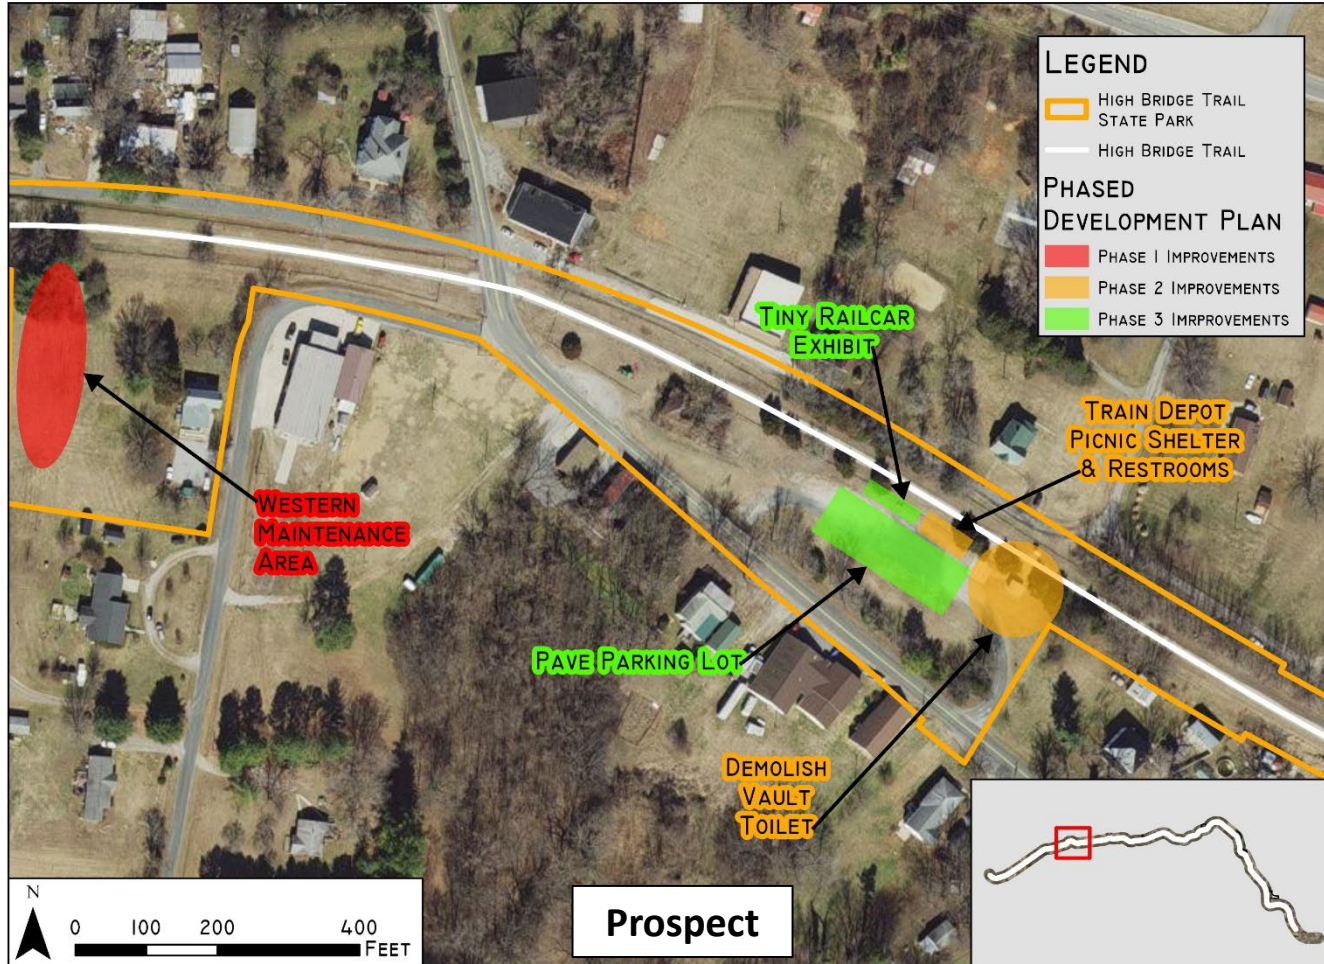 LEGEND
HIGH BRIDGE TRAIL
STATE PARK
HIGH BRIDGE TRAIL
PHASED
DEVELOPMENT PLAN
PHASE 1 IMPROVEMENTS
PHASE 2 IMPROVEMENTS
PHASE 3 IMRPROVEMENTS
TINY RAILCAR
EXHIBIT
TRAIN DEPOT
PICNIC SHELTER
& RESTROOMS
WESTERN
MAINTENANCE
AREA
PAVE PARKING LOT
DEMOLISH
VAULT
TOILET
N
0 100 200 400
FEET
Prospect